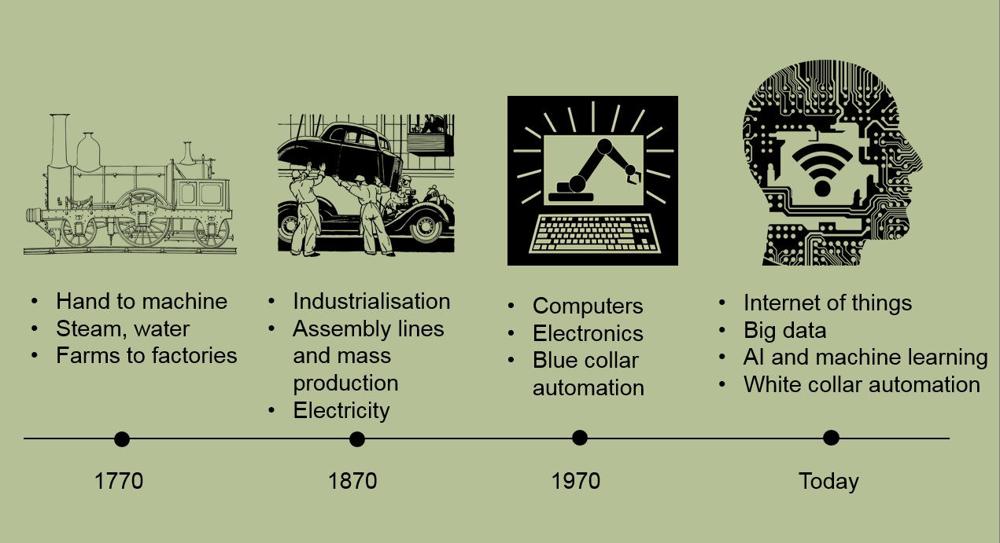 • Hand to machine
• Steam, water
• Farms to factories
• Industrialisation
• Assembly lines
and mass
production
• Electricity
• Computers
• Electronics
• Blue collar
automation
• Internet of things
• Big data
• AI and machine learning
• White collar automation
1770
1870
1970
Today